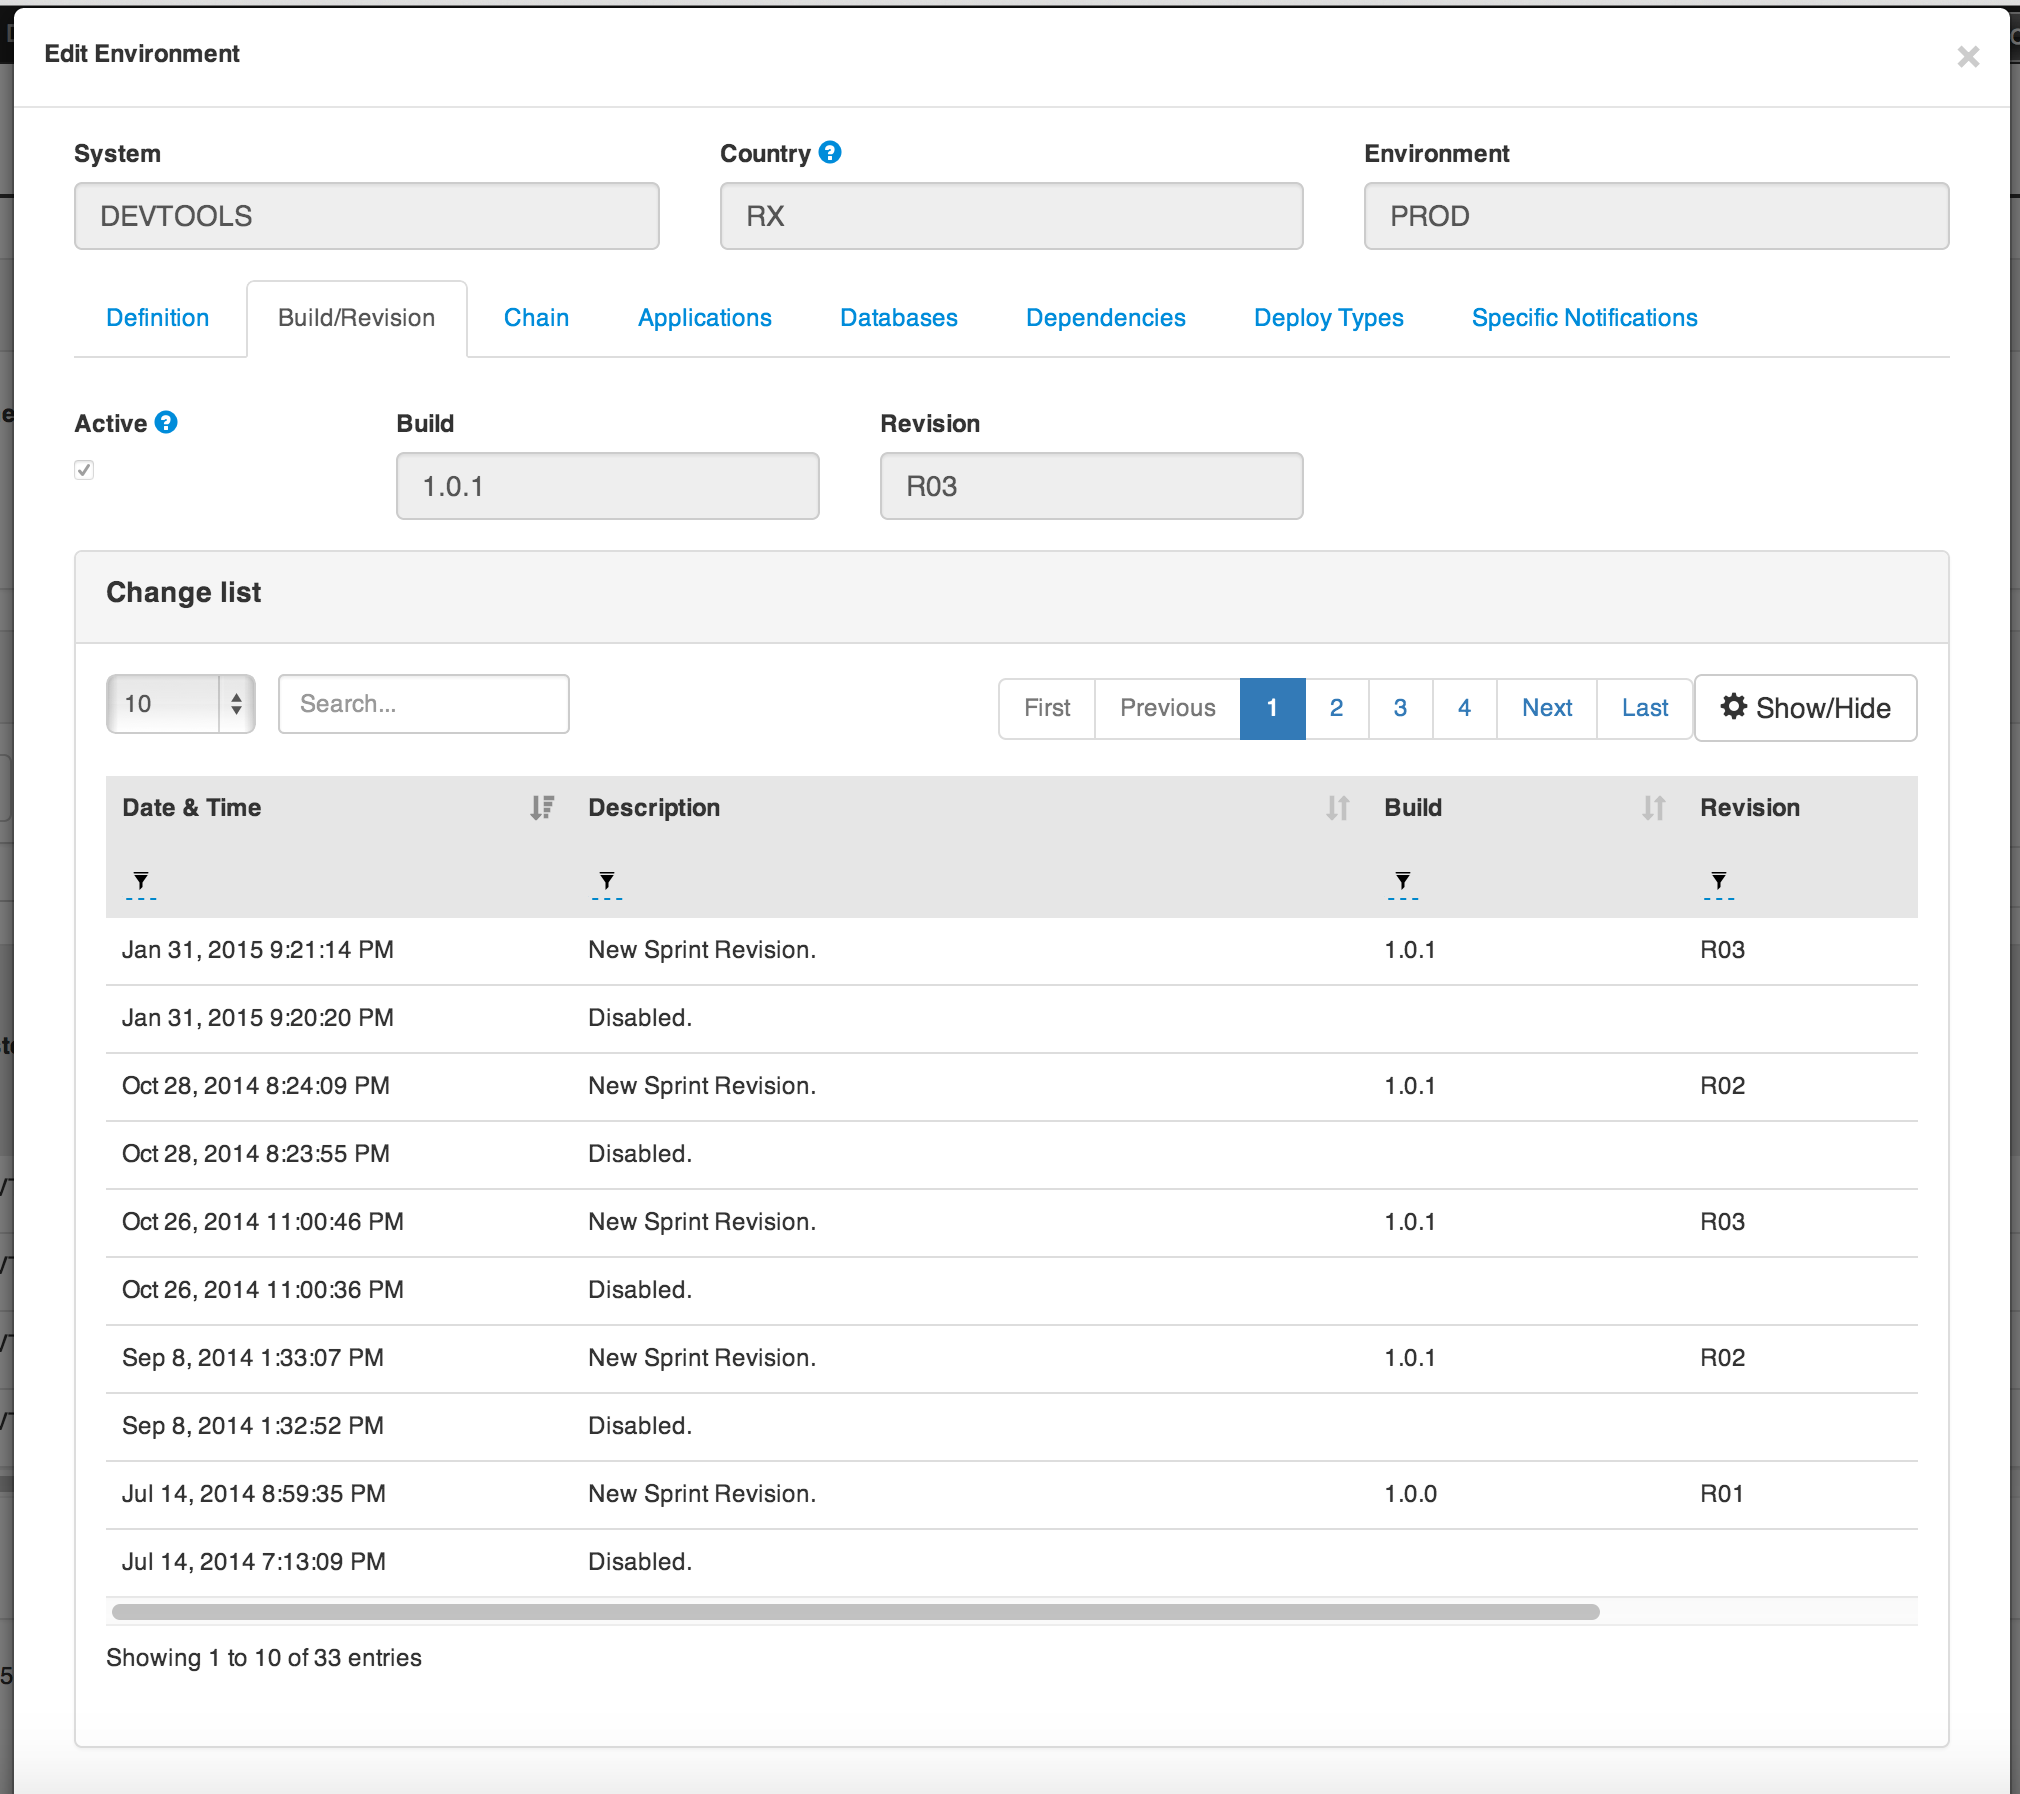 Edit Environment ×
System Country ? Environment
DEVTOOLS RX PROD
Definition Build/Revision Chain Applications Databases Dependencies Deploy Types Specific Notifications
Active ? Build Revision
1.0.1 R03
Change list
10 Search... First Previous 1 2 3 4 Next Last Show/Hide
Date & Time Description Build Revision
Jan 31, 2015 9:21:14 PM New Sprint Revision. 1.0.1 R03
Jan 31, 2015 9:20:20 PM Disabled.
Oct 28, 2014 8:24:09 PM New Sprint Revision. 1.0.1 R02
Oct 28, 2014 8:23:55 PM Disabled.
Oct 26, 2014 11:00:46 PM New Sprint Revision. 1.0.1 R03
Oct 26, 2014 11:00:36 PM Disabled.
Sep 8, 2014 1:33:07 PM New Sprint Revision. 1.0.1 R02
Sep 8, 2014 1:32:52 PM Disabled.
Jul 14, 2014 8:59:35 PM New Sprint Revision. 1.0.0 R01
Jul 14, 2014 7:13:09 PM Disabled.
Showing 1 to 10 of 33 entries